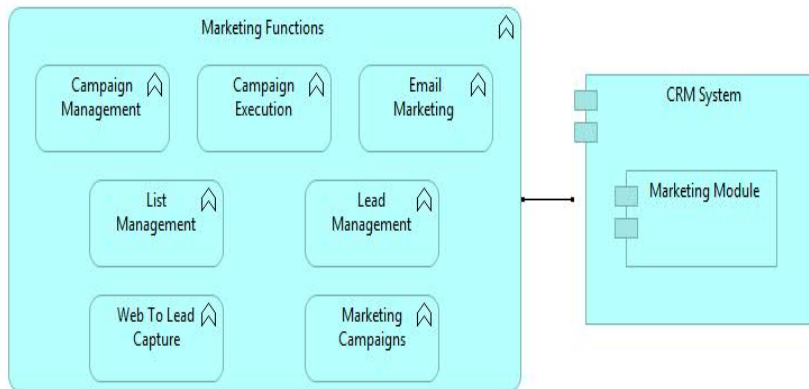 Marketing Functions
Campaign
Management
Campaign
Execution
Email
Marketing
List
Management
Lead
Management
Web To Lead
Capture
Marketing
Campaigns
CRM System
Marketing Module